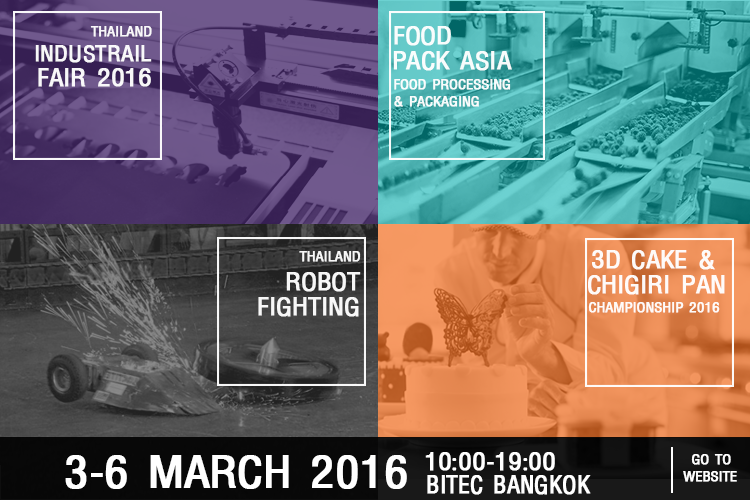 THAILAND
INDUSTRAIL
FAIR 2016
FOOD
PACK ASIA
FOOD PROCESSING
& PACKAGING
THAILAND
ROBOT
FIGHTING
3D CAKE &
CHIGIRI PAN
CHAMPIONSHIP 2016
3-6 MARCH 2016
10:00-19:00
BITEC BANGKOK
GO TO
WEBSITE